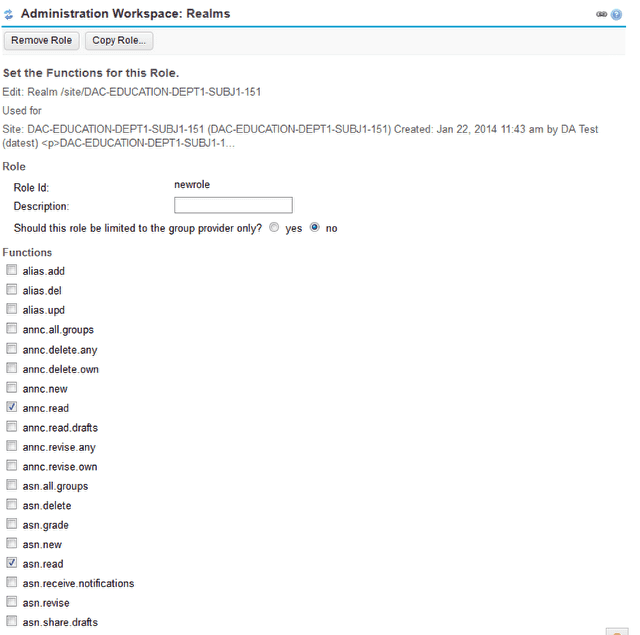 Administration Workspace: Realms
Remove Role Copy Role...
Set the Functions for this Role.
Edit: Realm /site/DAC-EDUCATION-DEPT1-SUBJ1-151
Used for
Site: DAC-EDUCATION-DEPT1-SUBJ1-151 (DAC-EDUCATION-DEPT1-SUBJ1-151) Created: Jan 22, 2014 11:43 am by DA Test
(datest) <p>DAC-EDUCATION-DEPT1-SUBJ1-1...
Role
Role Id: newrole
Description:
Should this role be limited to the group provider only? yes no
Functions
alias.add
alias.del
alias.upd
annc.all.groups
annc.delete.any
annc.delete.own
annc.new
annc.read
annc.read.drafts
annc.revise.any
annc.revise.own
asn.all.groups
asn.delete
asn.grade
asn.new
asn.read
asn.receive.notifications
asn.revise
asn.share.drafts